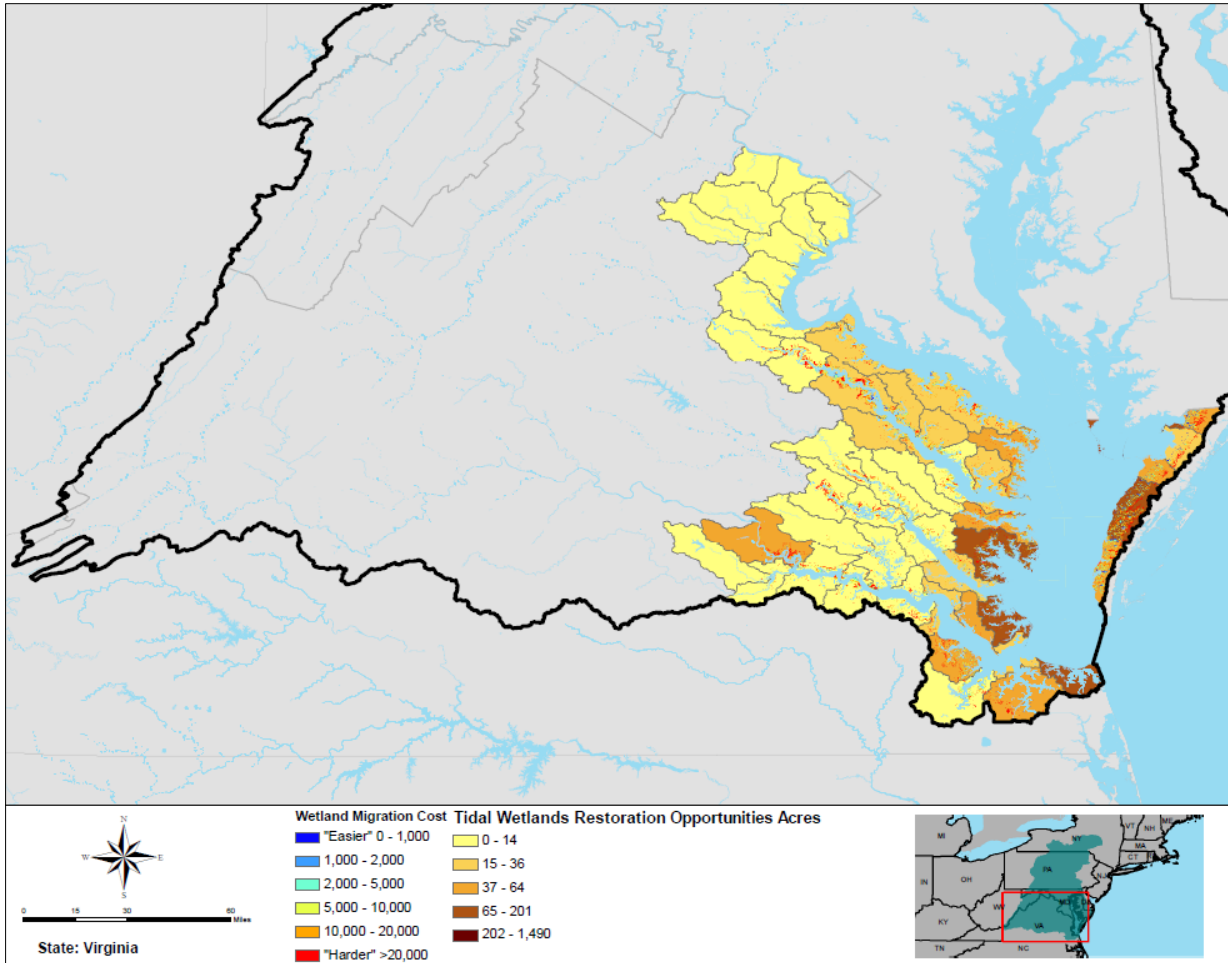 N
W E
S
0 15 30 60
Miles
State: Virginia
Wetland Migration Cost
"Easier" 0 - 1,000
1,000 - 2,000
2,000 - 5,000
5,000 - 10,000
10,000 - 20,000
"Harder" >20,000
Tidal Wetlands Restoration Opportunities Acres
0 - 14
15 - 36
37 - 64
65 - 201
202 - 1,490
MI
NY
VT
NH
ME
MA
CT
PA
NJ
IN
OH
WV
MD
KY
VA
TN
NC